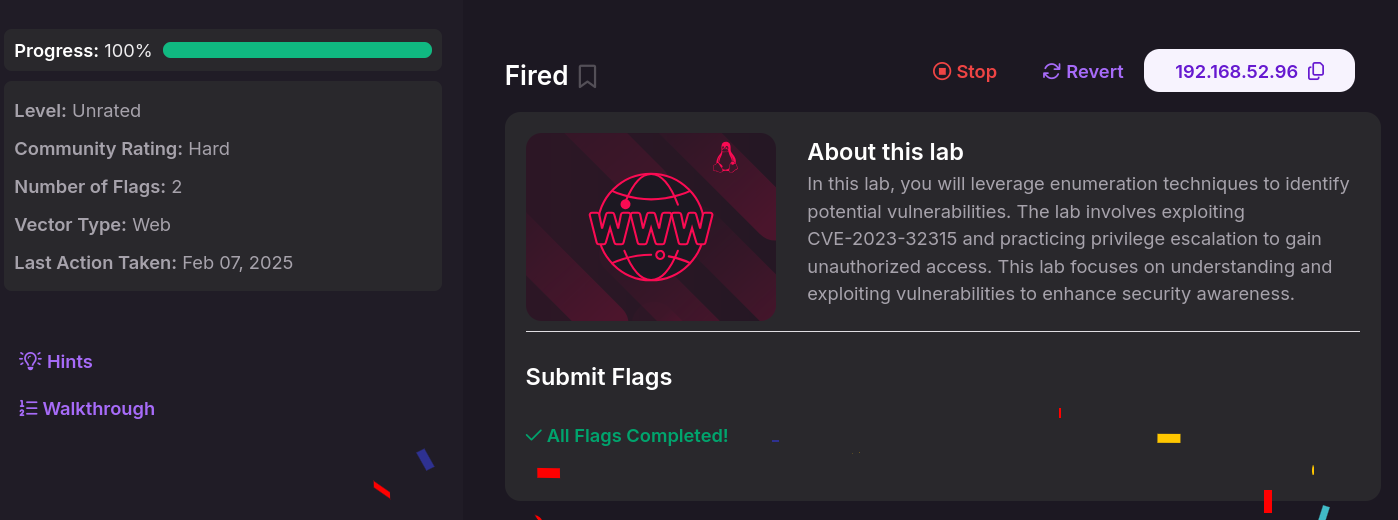 Progress: 100%
Level: Unrated
Community Rating: Hard
Number of Flags: 2
Vector Type: Web
Last Action Taken: Feb 07, 2025
Hints
Walkthrough
Fired
Stop
Revert
192.168.52.96
WWW
About this lab
In this lab, you will leverage enumeration techniques to identify
potential vulnerabilities. The lab involves exploiting
CVE-2023-32315 and practicing privilege escalation to gain
unauthorized access. This lab focuses on understanding and
exploiting vulnerabilities to enhance security awareness.
Submit Flags
All Flags Completed!